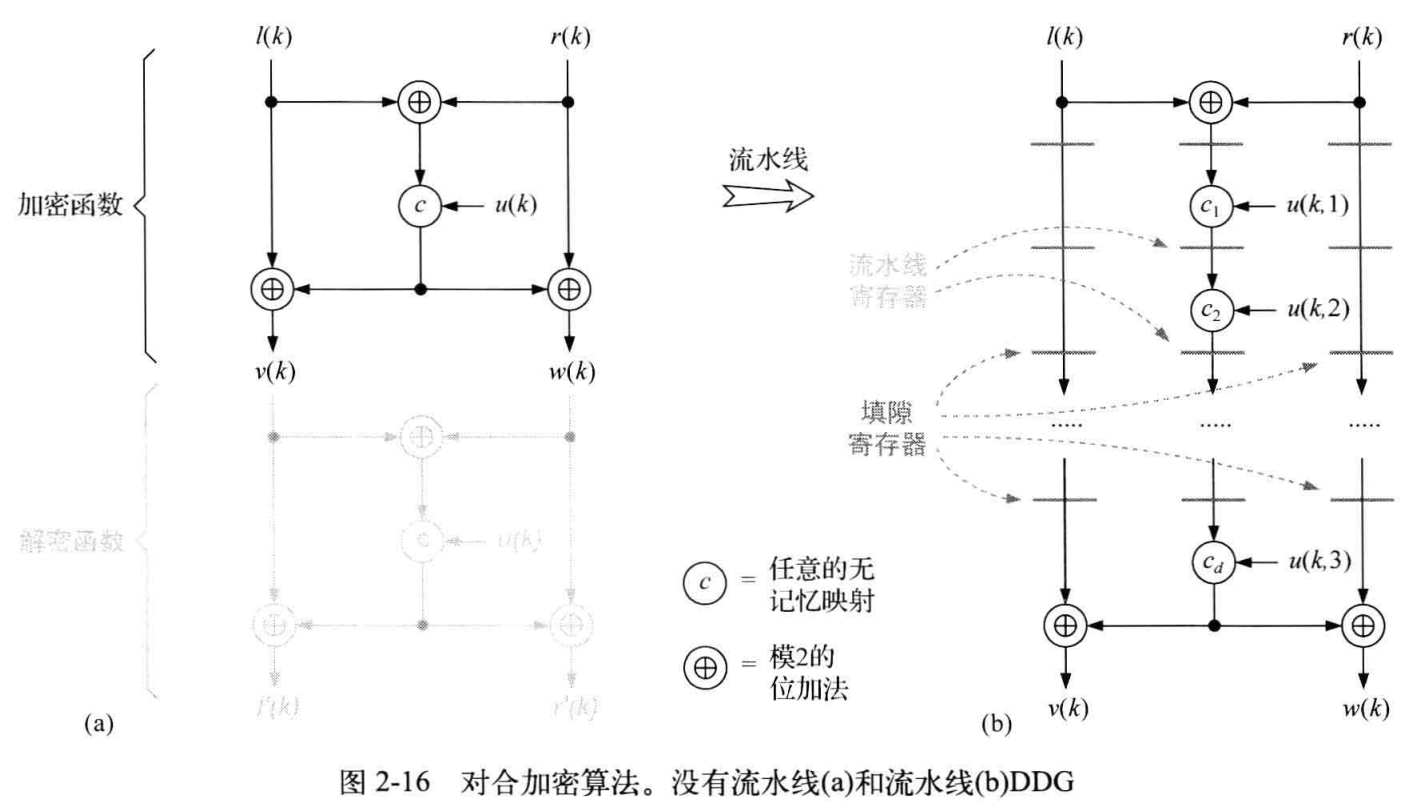 l(k)
r(k)
加密函数
c
u(k)
v(k)
w(k)
解密函数
c
u(k)
l'(k)
r'(k)
(a)
流水线
c = 任意的无
记忆映射
⊕ = 模2的
位加法
l(k)
r(k)
c₁
u(k,1)
流水线
寄存器
c₂
u(k,2)
填隙
寄存器
.....
.....
.....
c_d
u(k,3)
v(k)
w(k)
(b)
图 2-16 对合加密算法。没有流水线(a)和流水线(b)DDG